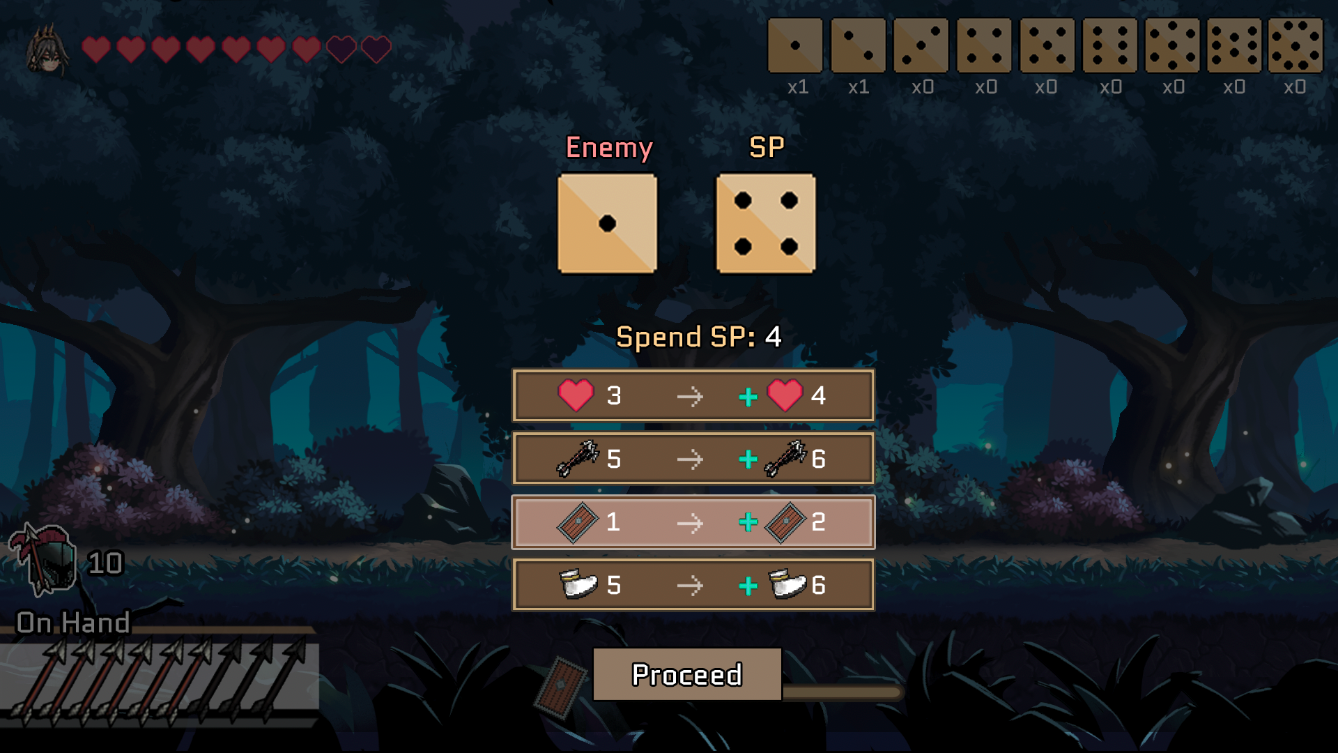 x1 x1 x0 x0 x0 x0 x0 x0 x0
Enemy SP
Spend SP: 4
3 → + 4
5 → + 6
1 → + 2
5 → + 6
10
On Hand
Proceed